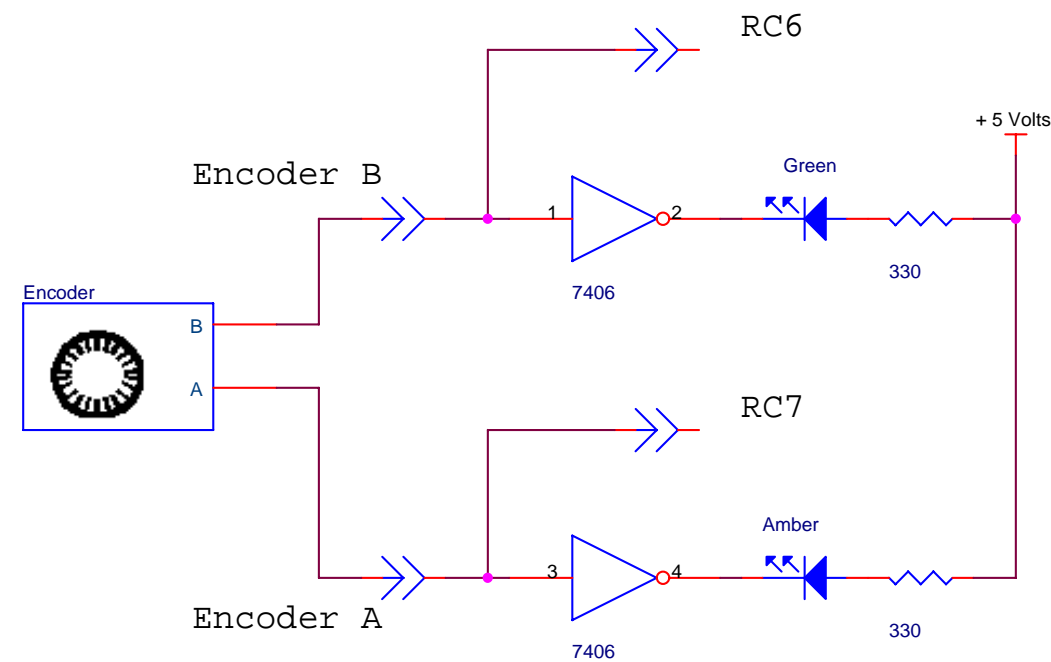 RC6
+ 5 Volts
Green
Encoder B
1
2
330
7406
Encoder
B
A
RC7
Amber
3
4
Encoder A
330
7406